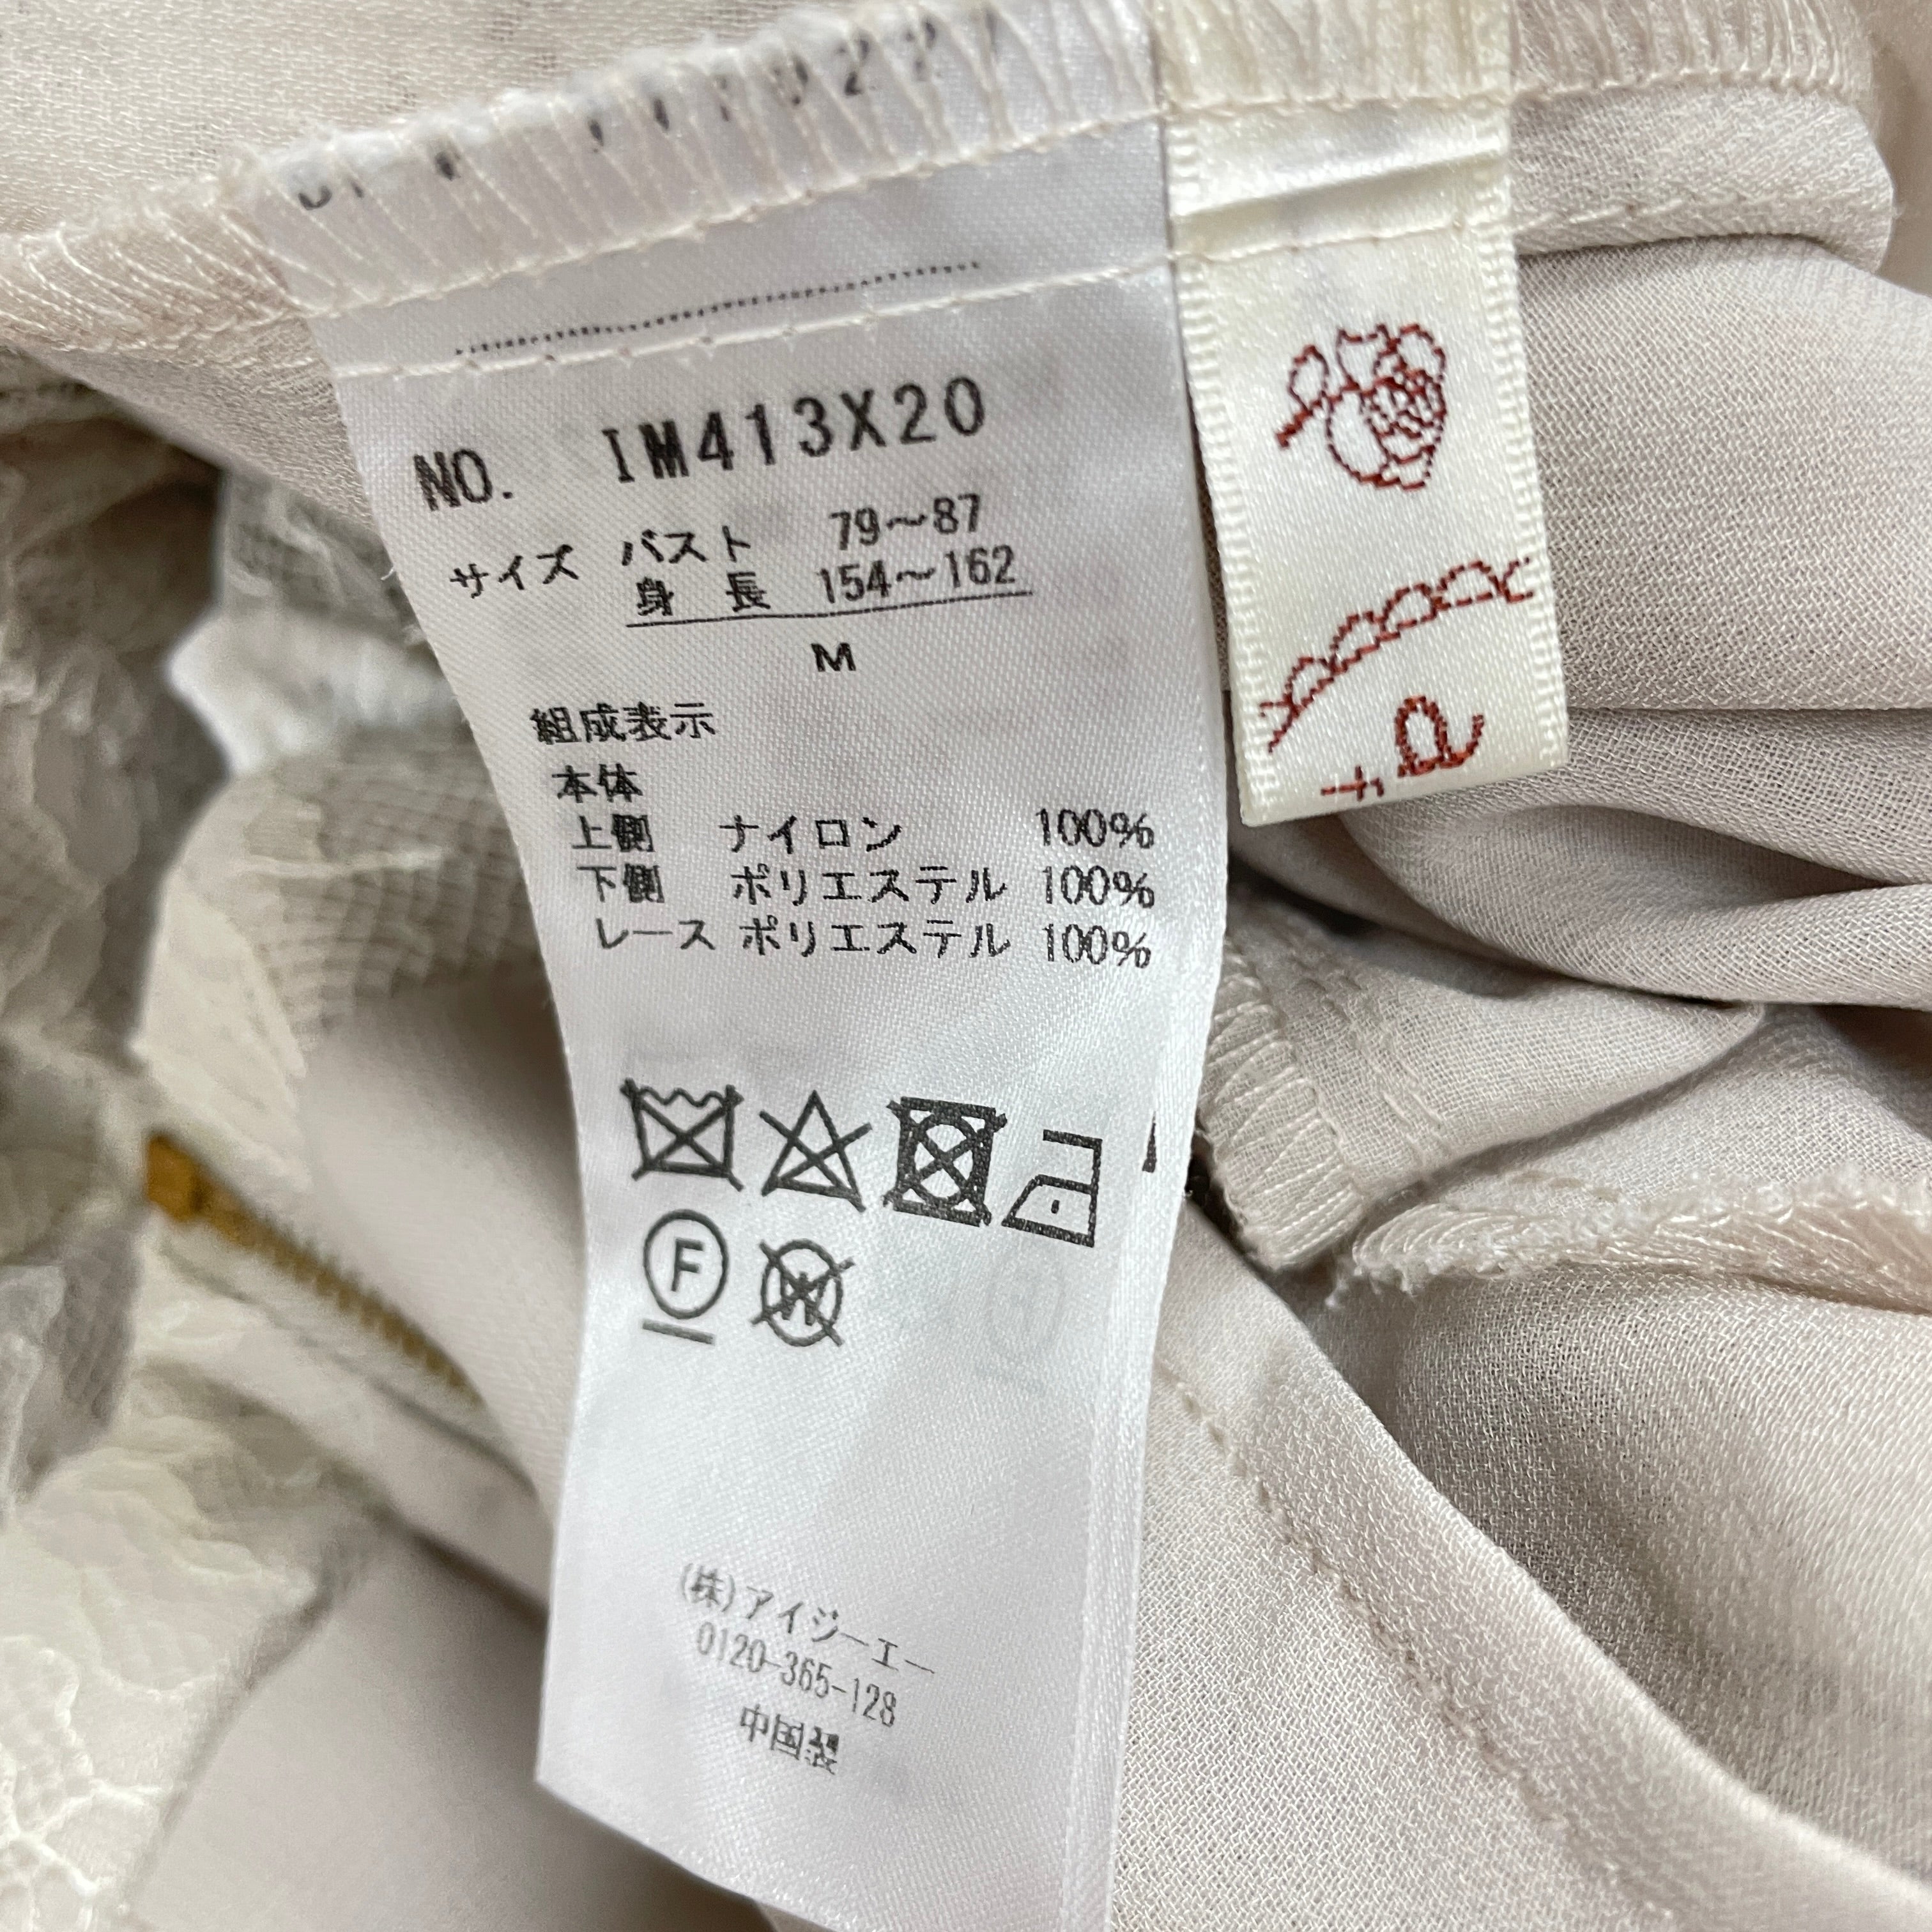 NO. IM413X20
サイズ バスト 79～87
身長 154～162
M
組成表示
本体
上側 ナイロン 100%
下側 ポリエステル 100%
レース ポリエステル 100%
F
W
(株)アイジーエー
0120-365-128
中国製